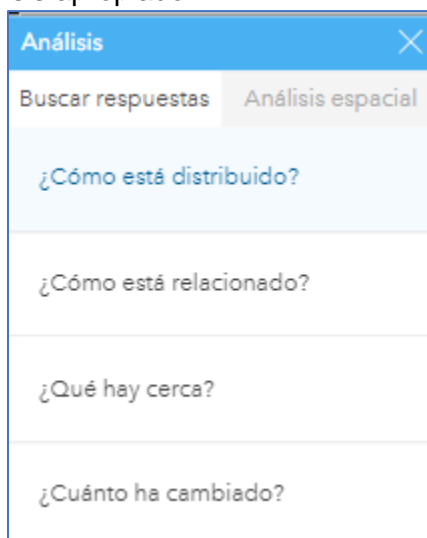 Análisis
Buscar respuestas Análisis espacial
¿Cómo está distribuido?
¿Cómo está relacionado?
¿Qué hay cerca?
¿Cuánto ha cambiado?